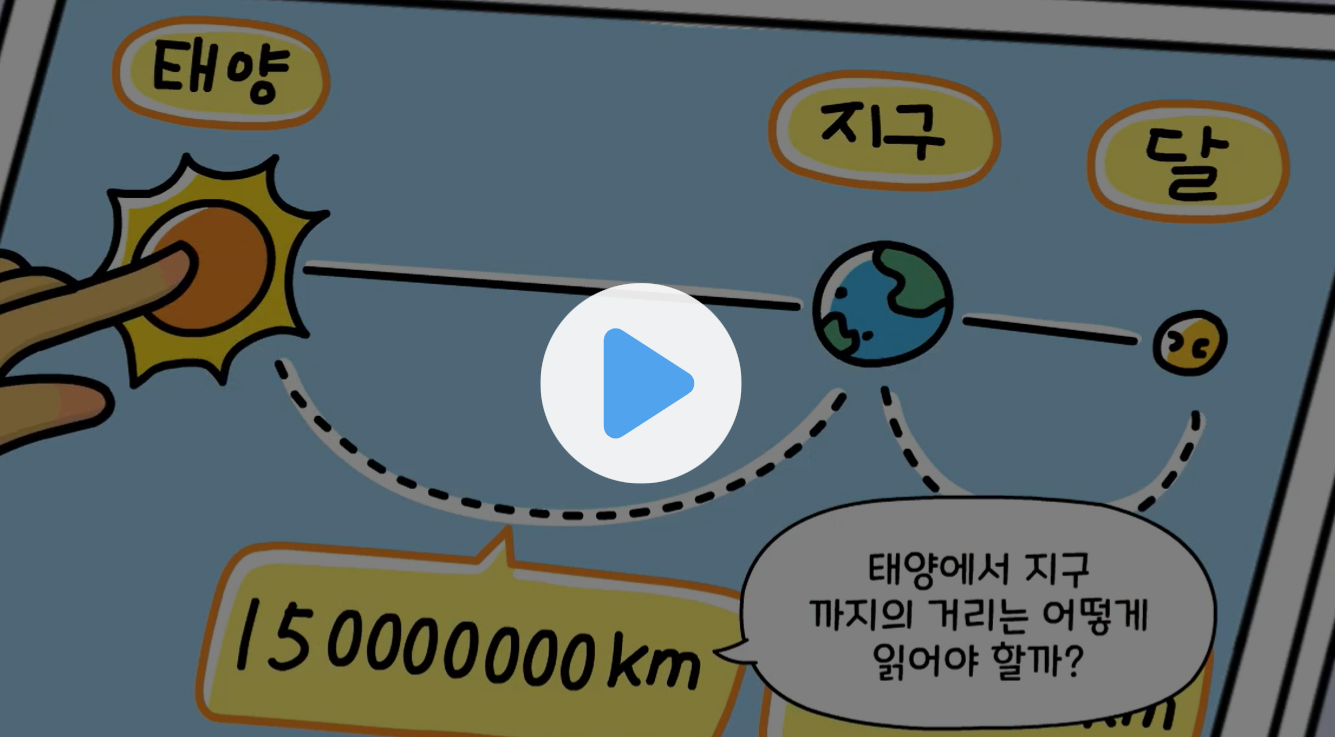 태양
지구
달
150000000km
태양에서 지구
까지의 거리는 어떻게
읽어야 할까?
km